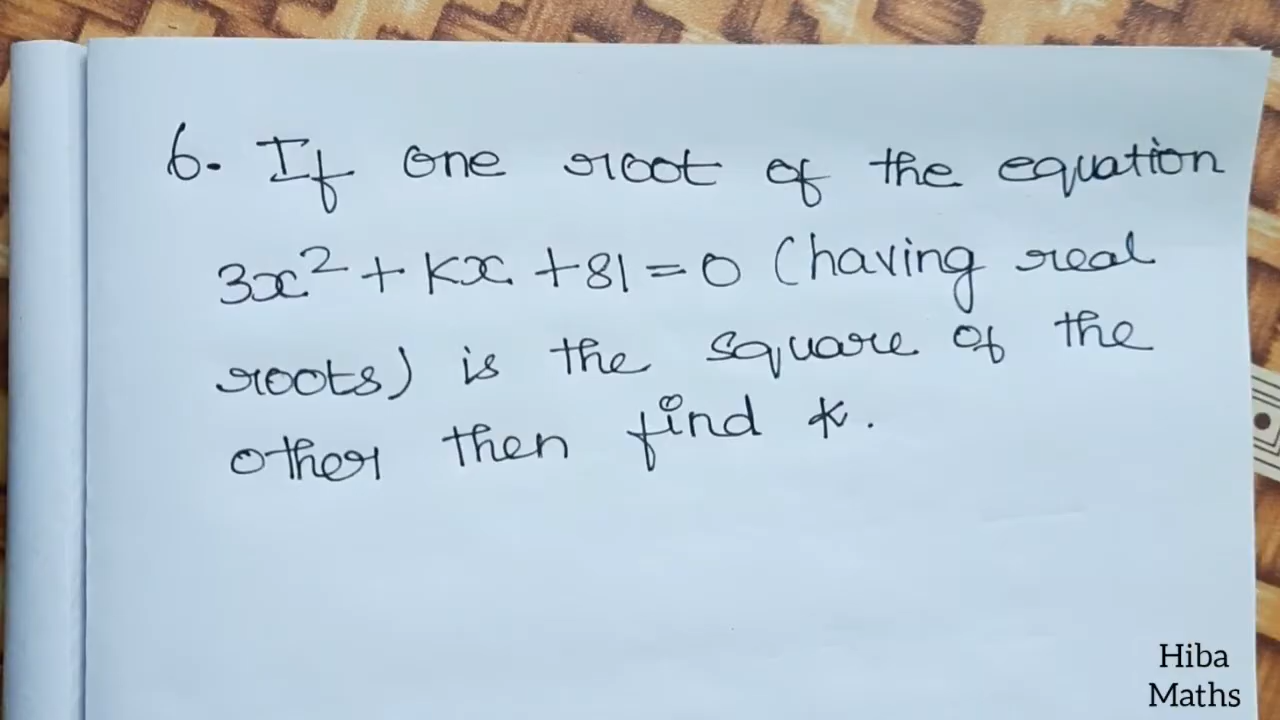 6. If one root of the equation
3x² + kx + 81 = 0 (having real
roots) is the square of the
other then find k.
Hiba
Maths